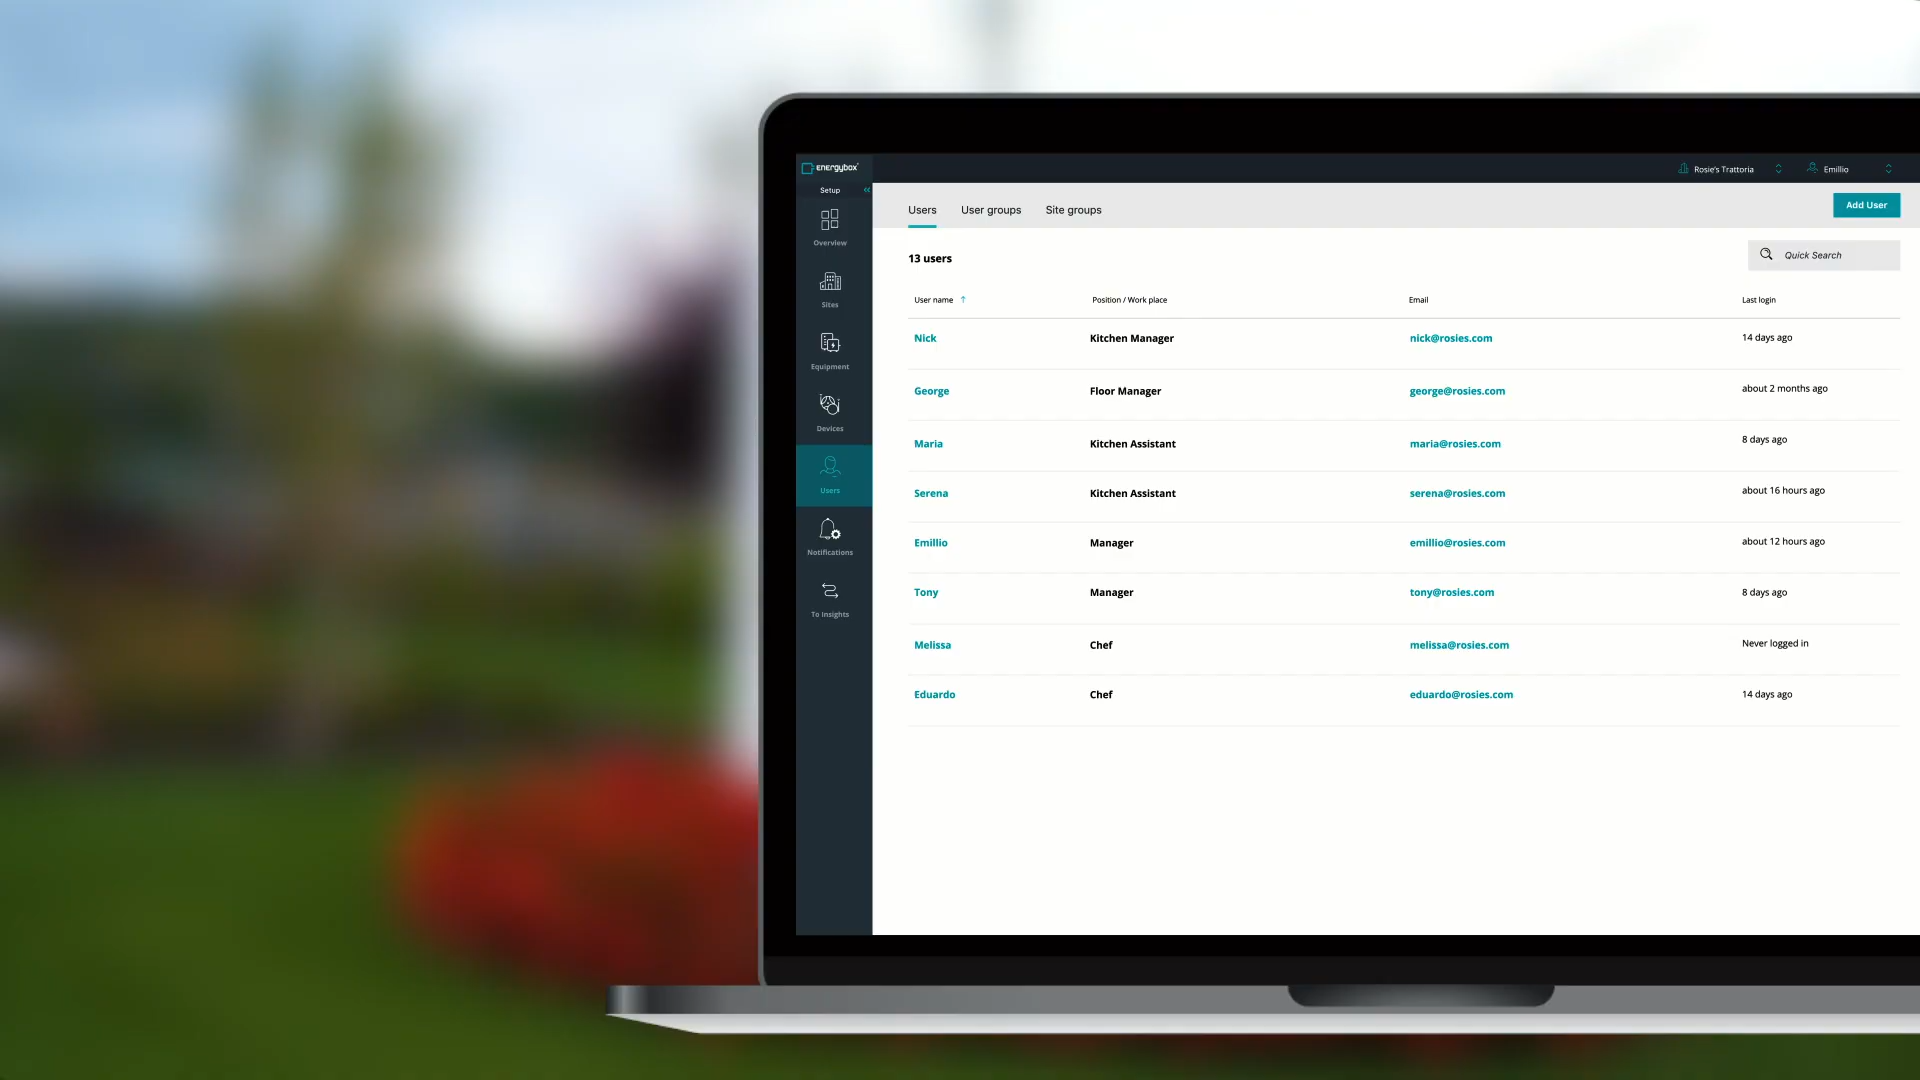 energybox
Rosie's Trattoria
Emillio
Setup
Overview
Sites
Equipment
Devices
Users
Notifications
To Insights
Users User groups Site groups
Add User
13 users
Quick Search
User name Position / Work place Email Last login
Nick Kitchen Manager nick@rosies.com 14 days ago
George Floor Manager george@rosies.com about 2 months ago
Maria Kitchen Assistant maria@rosies.com 8 days ago
Serena Kitchen Assistant serena@rosies.com about 16 hours ago
Emillio Manager emillio@rosies.com about 12 hours ago
Tony Manager tony@rosies.com 8 days ago
Melissa Chef melissa@rosies.com Never logged in
Eduardo Chef eduardo@rosies.com 14 days ago